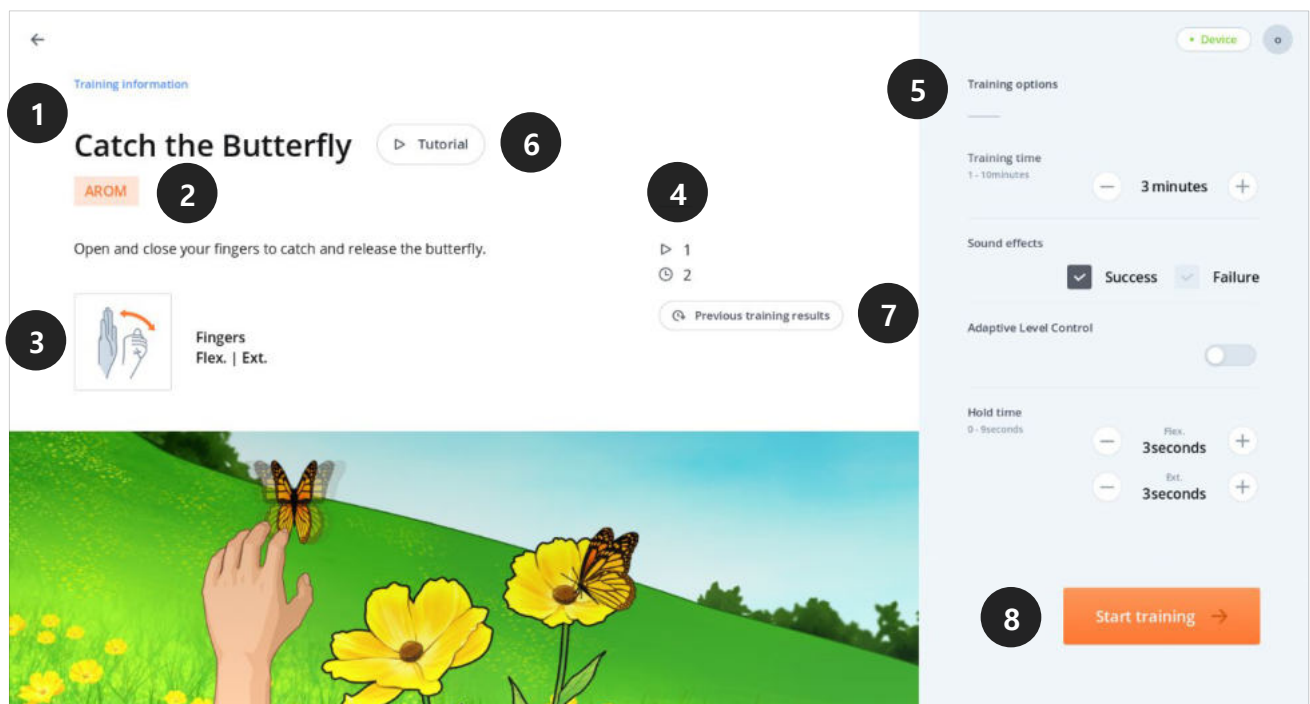 Device
o
Training information
1
5
Training options
Catch the Butterfly
Tutorial
6
AROM
2
4
Training time
1 - 10minutes
3 minutes
Open and close your fingers to catch and release the butterfly.
1
2
Sound effects
Success
Failure
Previous training results
7
3
Fingers
Flex. | Ext.
Adaptive Level Control
Hold time
0 - 9seconds
Flex.
3seconds
Ext.
3seconds
8
Start training